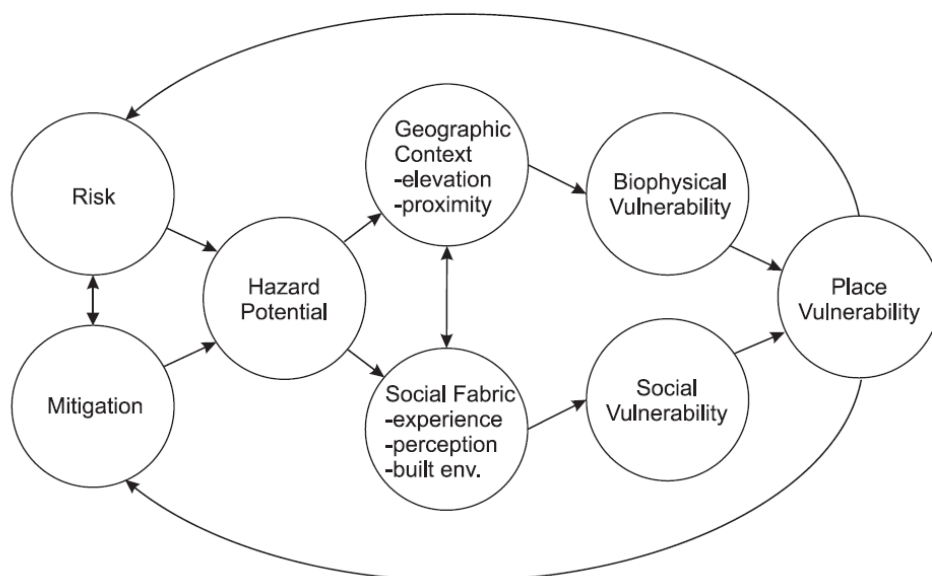 Risk
Mitigation
Hazard
Potential
Geographic
Context
-elevation
-proximity
Social Fabric
-experience
-perception
-built env.
Biophysical
Vulnerability
Social
Vulnerability
Place
Vulnerability